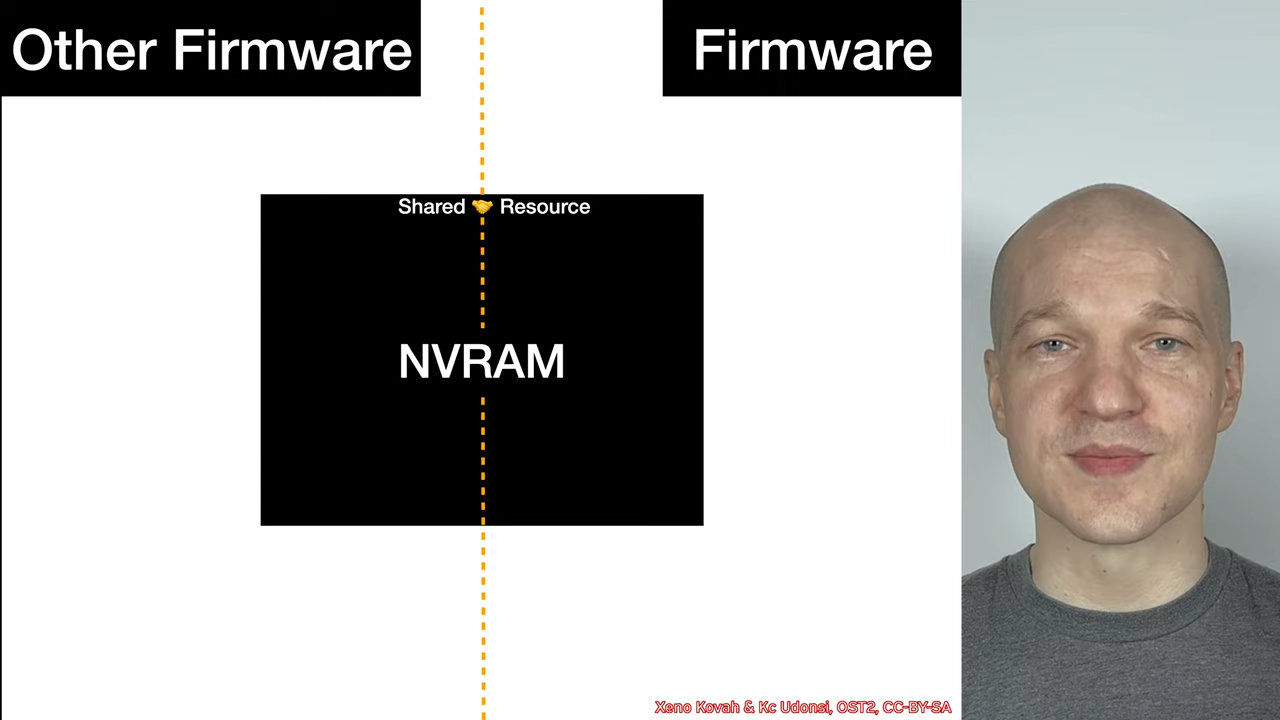 Other Firmware
Firmware
Shared 🤝 Resource
NVRAM
Xeno Kovah & Kc Udonsi, OST2, CC-BY-SA